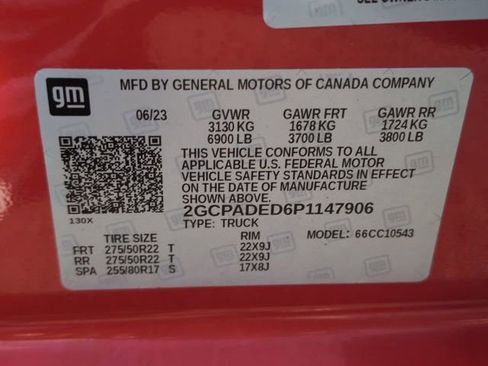 SEE OWNER
gm
MFD BY GENERAL MOTORS OF CANADA COMPANY
06/23 GVWR GAWR FRT GAWR RR
3130 KG 1678 KG 1724 KG
6900 LB 3700 LB 3800 LB
THIS VEHICLE CONFORMS TO ALL
APPLICABLE U.S. FEDERAL MOTOR
VEHICLE SAFETY STANDARDS IN EFFECT
ON THE DATE OF MANUFACTURE
SHOWN ABOVE.
2GCPADED6P1147906
130X
TYPE: TRUCK MODEL: 66CC10543
TIRE SIZE RIM
FRT 275/50R22 T 22X9J
RR 275/50R22 T 22X9J
SPA 255/80R17 S 17X8J